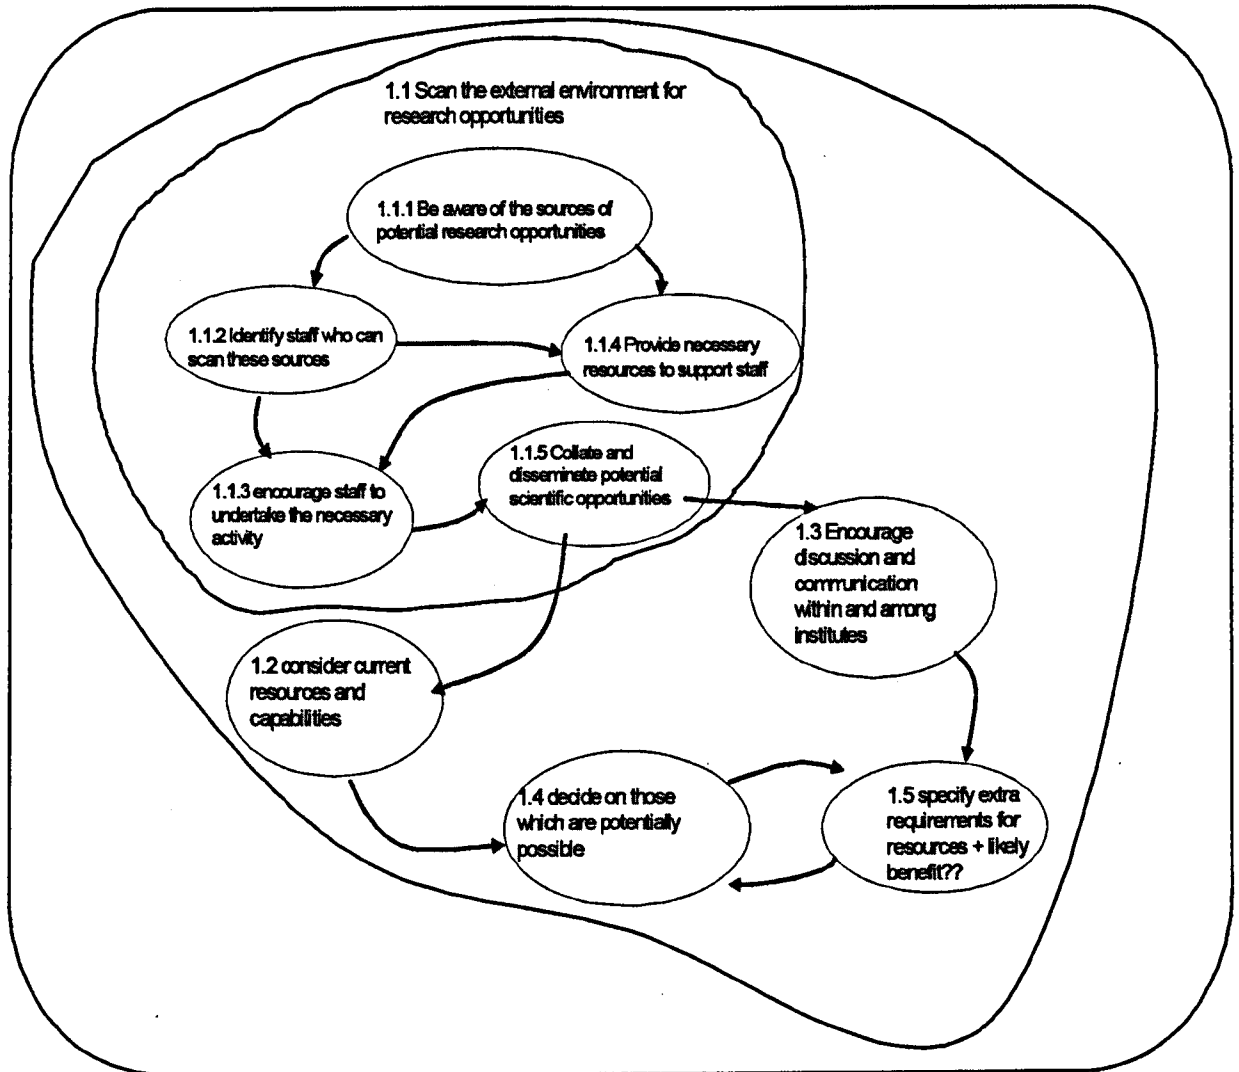 1.1 Scan the external environment for
research opportunities
1.1.1 Be aware of the sources of
potential research opportunities
1.1.2 Identify staff who can
scan these sources
1.1.4 Provide necessary
resources to support staff
1.1.5 Collate and
disseminate potential
scientific opportunities
1.1.3 encourage staff to
undertake the necessary
activity
1.3 Encourage
discussion and
communication
within and among
institutes
1.2 consider current
resources and
capabilities
1.4 decide on those
which are potentially
possible
1.5 specify extra
requirements for
resources + likely
benefit??